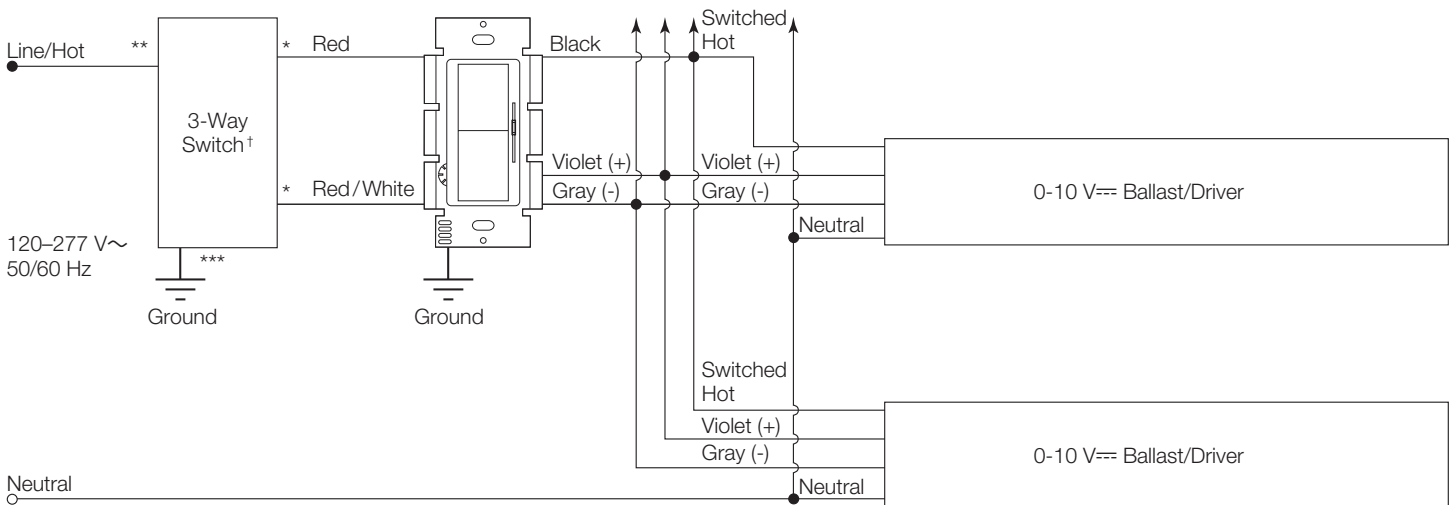 Switched
Hot
Line/Hot
**
*
Red
Black
3-Way
Switch†
Violet (+)
Violet (+)
*
Red/White
Gray (-)
Gray (-)
0-10 V⎓ Ballast/Driver
Neutral
120–277 V~
50/60 Hz
***
Ground
Ground
Switched
Hot
Violet (+)
Gray (-)
0-10 V⎓ Ballast/Driver
Neutral
Neutral